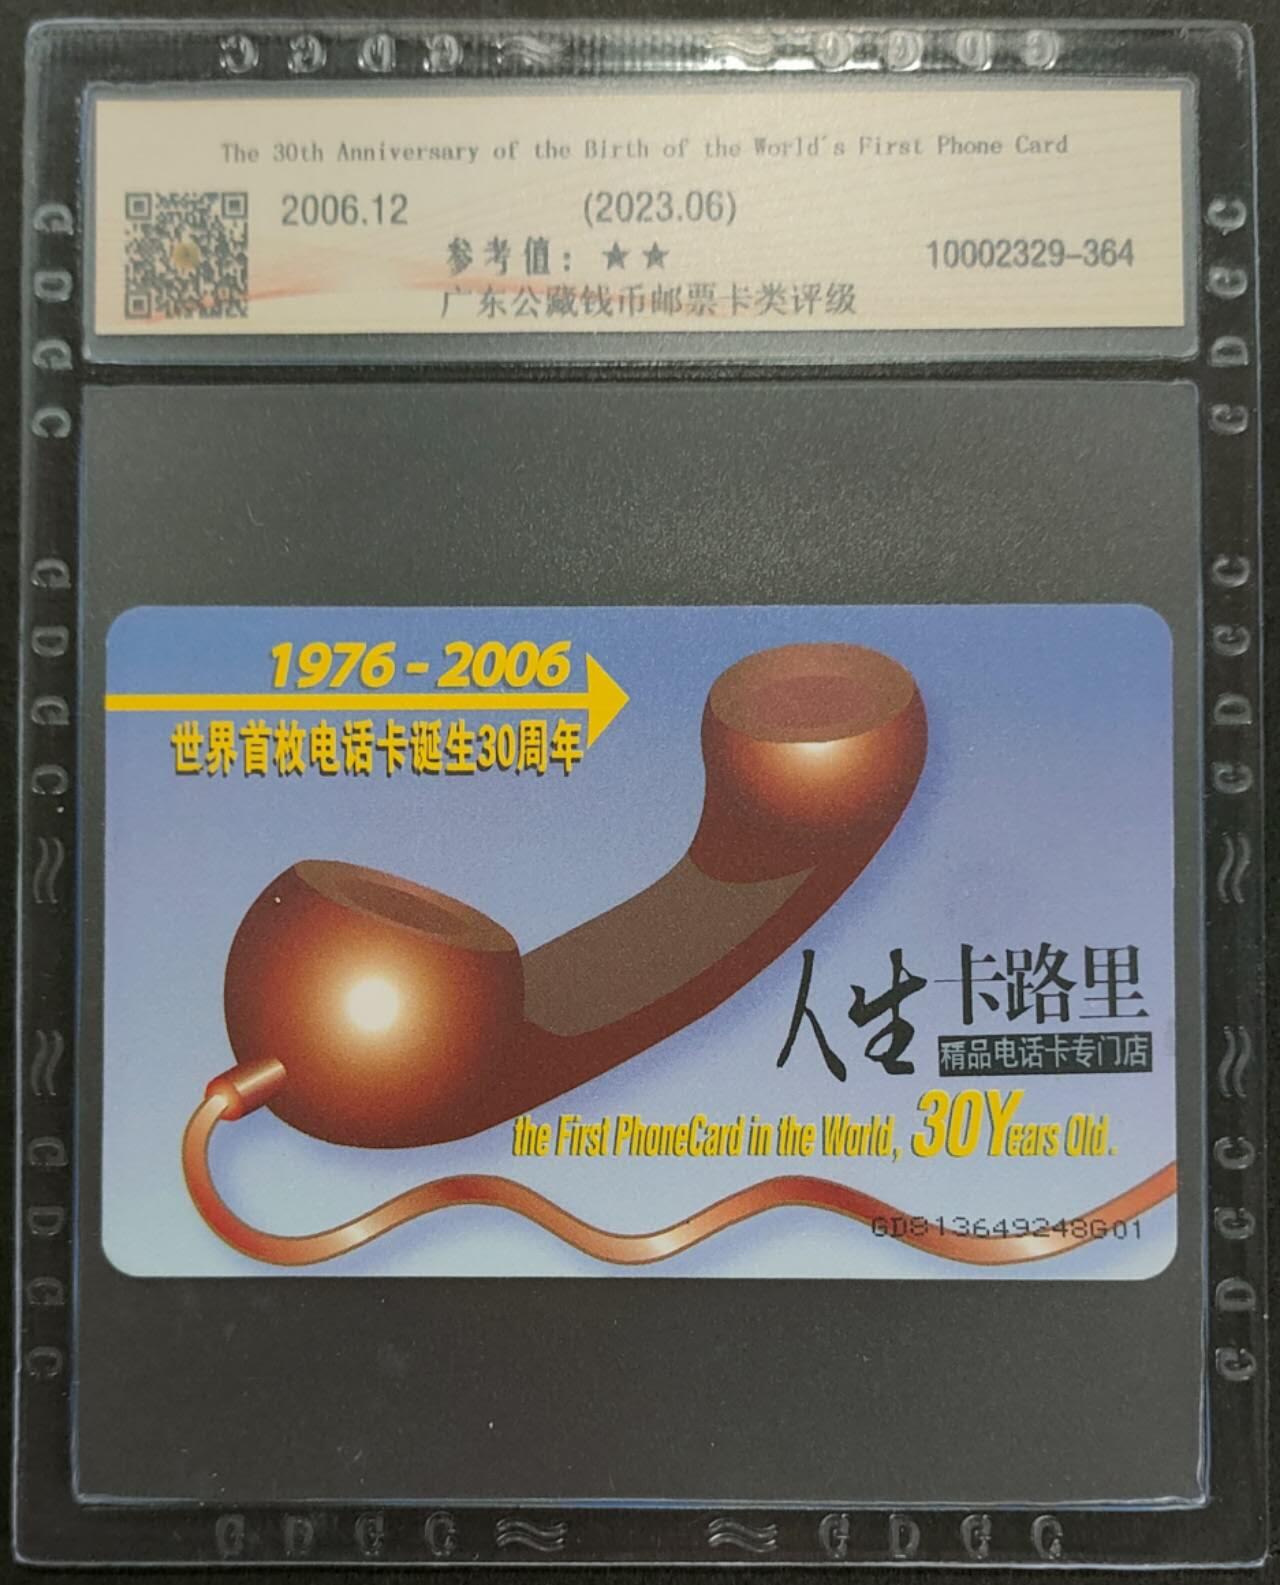 The 30th Anniversary of the Birth of the World's First Phone Card
2006.12 (2023.06)
参考值：★★ 10002329-364
广东公藏钱币邮票卡类评级
1976-2006
世界首枚电话卡诞生30周年
人生卡路里
精品电话卡专门店
the First PhoneCard in the World, 30Years Old.
GD813649248G01
GDGC